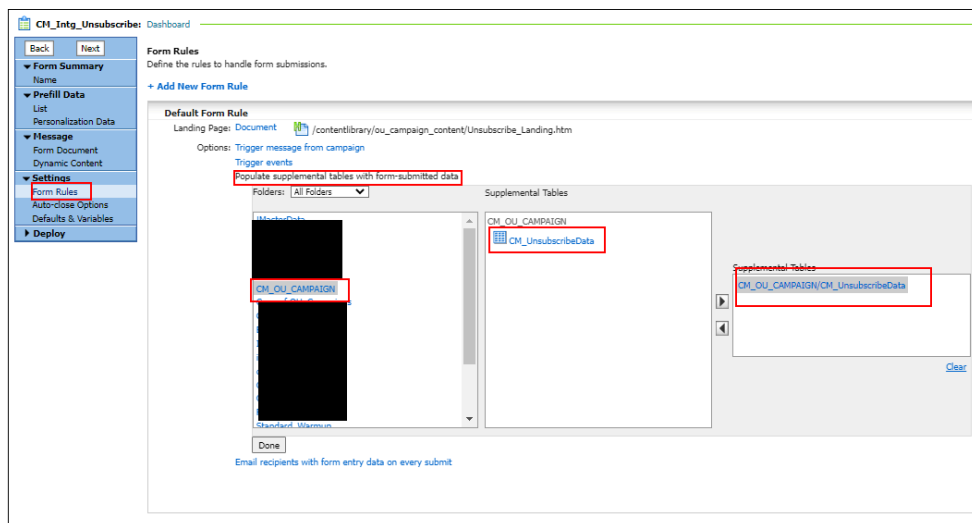 CM_Intg_Unsubscribe: Dashboard
Back Next
Form Summary
Name
Prefill Data
List
Personalization Data
Message
Form Document
Dynamic Content
Settings
Form Rules
Auto-close Options
Defaults & Variables
Deploy
Form Rules
Define the rules to handle form submissions.
+ Add New Form Rule
Default Form Rule
Landing Page: Document /contentlibrary/ou_campaign_content/Unsubscribe_Landing.htm
Options: Trigger message from campaign
Trigger events
Populate supplemental tables with form-submitted data
Folders: All Folders
Supplemental Tables
!MasterData
CM_OU_CAMPAIGN
CM_OU_CAMPAIGN
CM_UnsubscribeData
Supplemental Tables
CM_OU_CAMPAIGN/CM_UnsubscribeData
Clear
Standard_Warmup
Done
Email recipients with form entry data on every submit